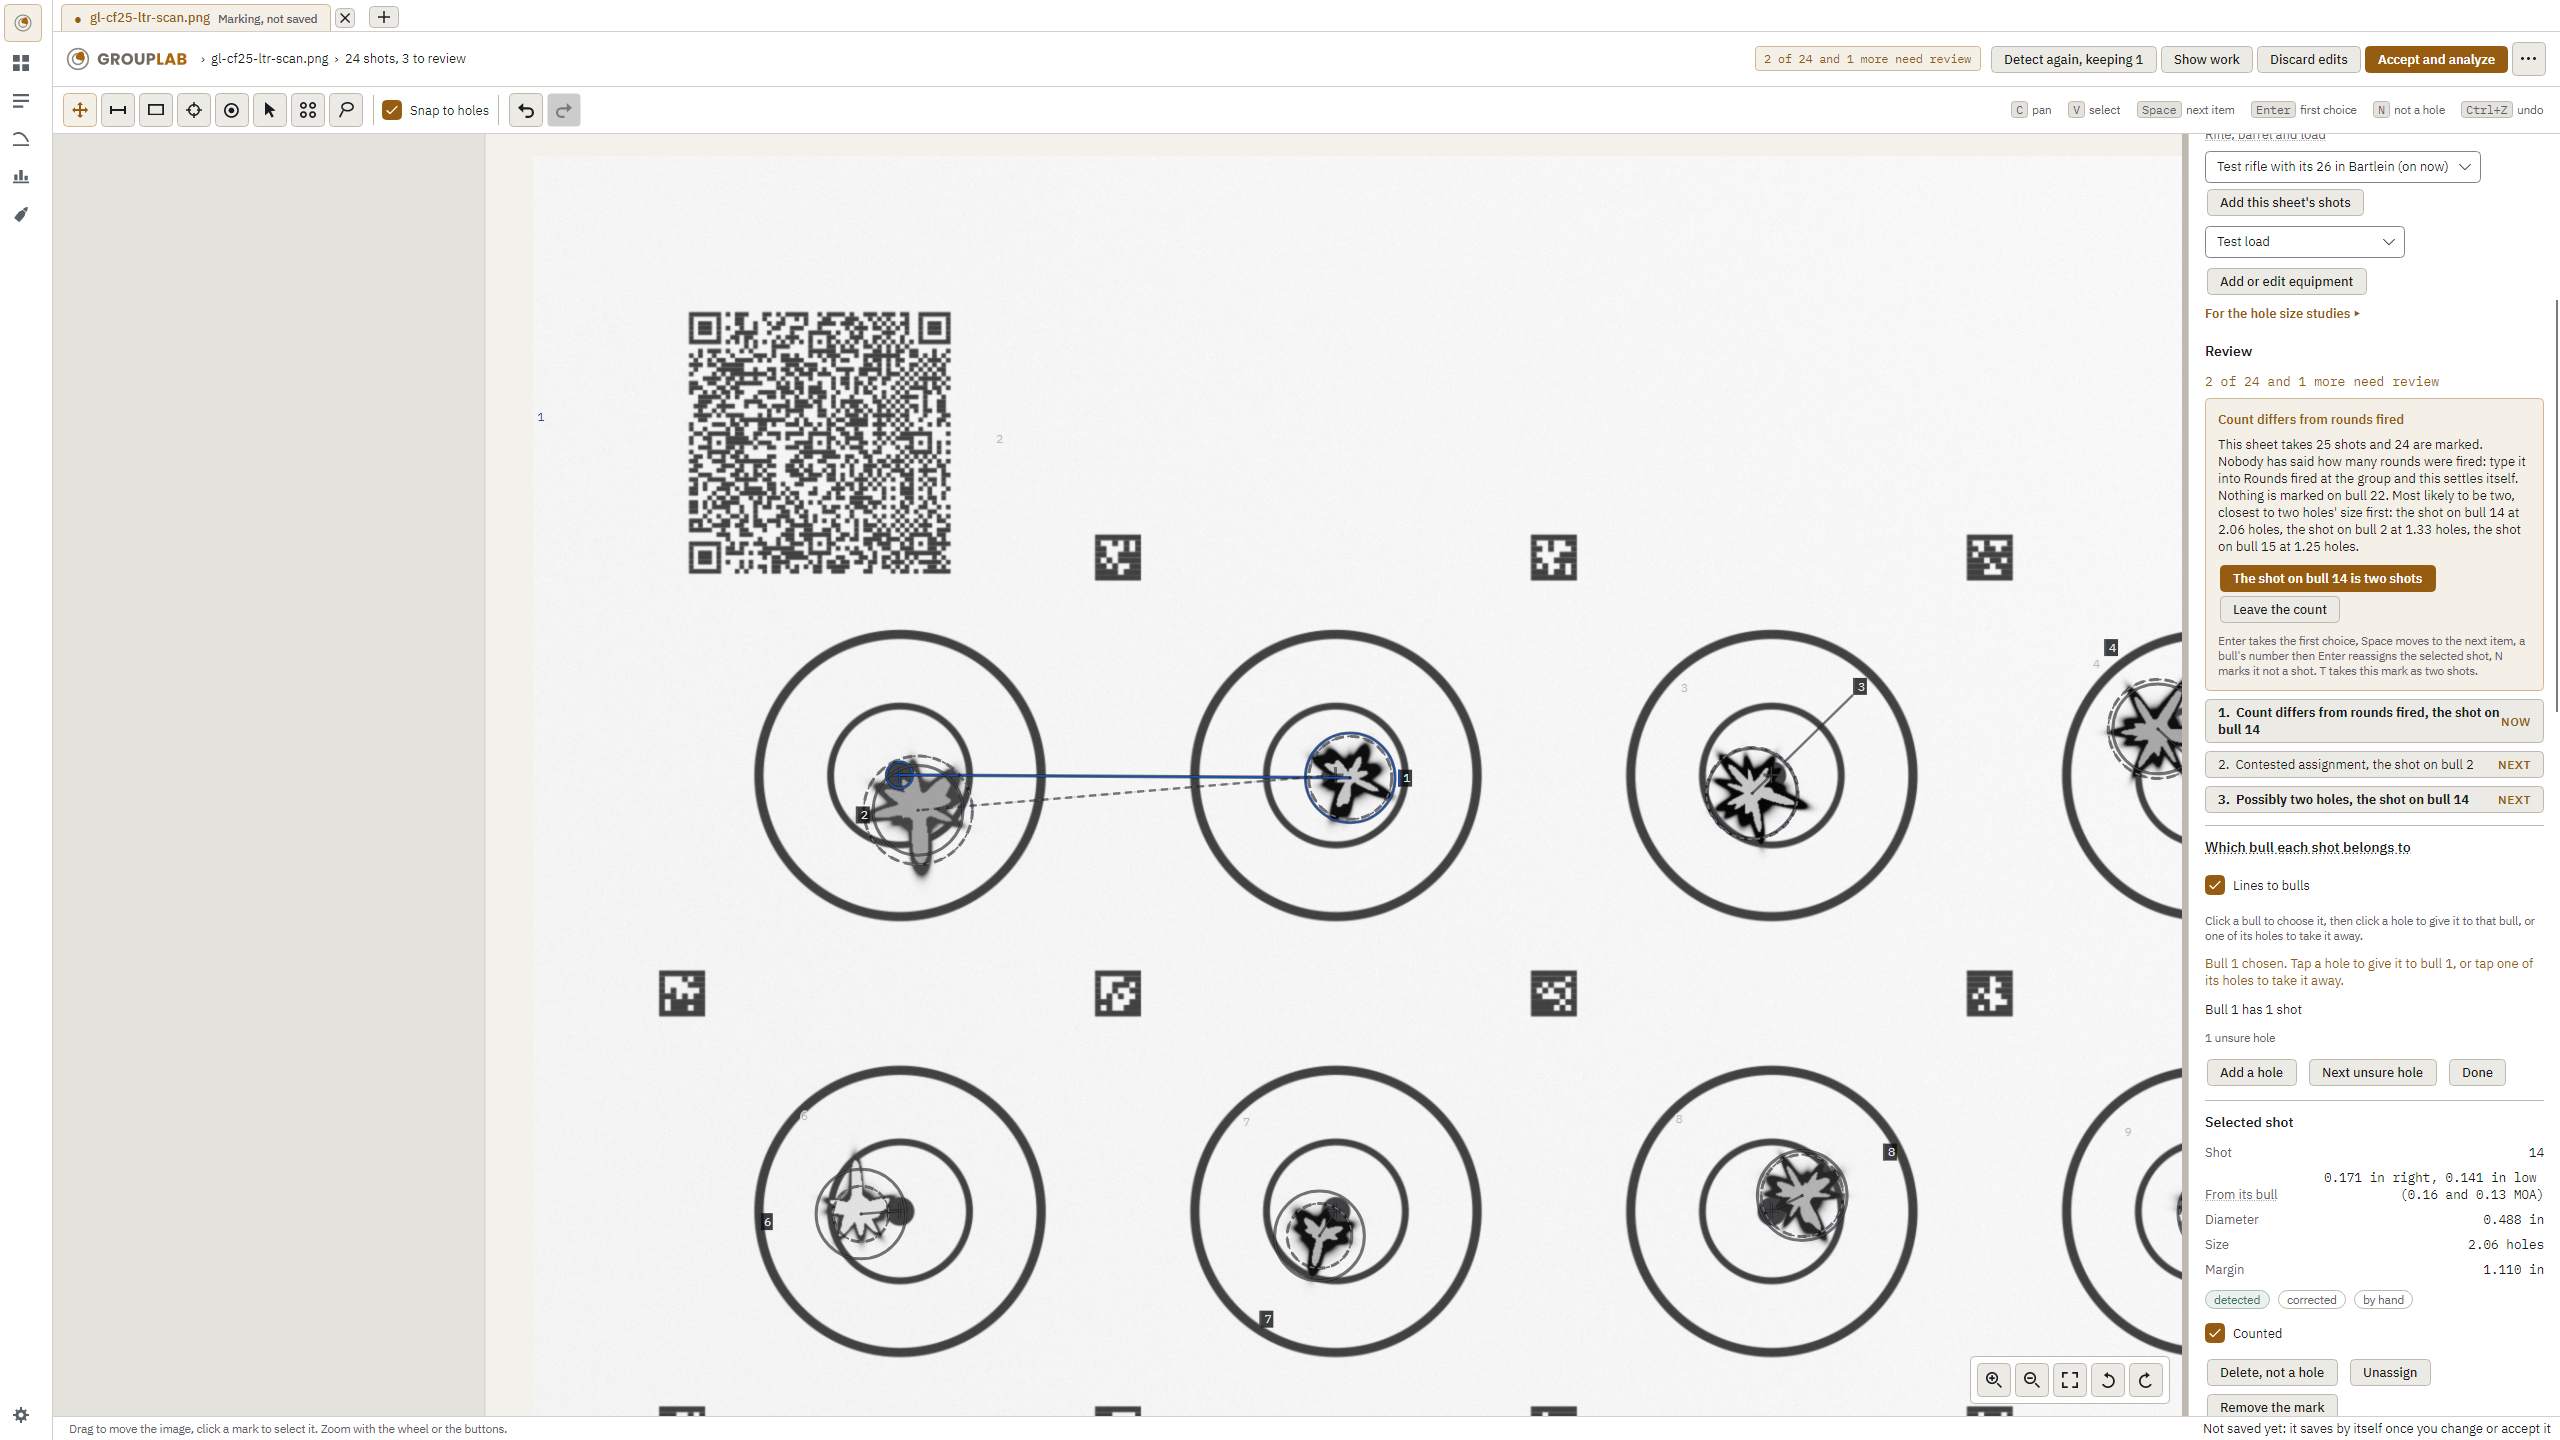 gl-cf25-ltr-scan.png Marking, not saved
GROUPLAB › gl-cf25-ltr-scan.png › 24 shots, 3 to review
2 of 24 and 1 more need review
Detect again, keeping 1
Show work
Discard edits
Accept and analyze
Snap to holes
C pan V select Space next item Enter first choice N not a hole Ctrl+Z undo
1
2
3
3
4
4
2
1
6
7
8
9
6
7
8
Rifle, barrel and load
Test rifle with its 26 in Bartlein (on now)
Add this sheet's shots
Test load
Add or edit equipment
For the hole size studies
Review
2 of 24 and 1 more need review
Count differs from rounds fired
This sheet takes 25 shots and 24 are marked.
Nobody has said how many rounds were fired: type it
into Rounds fired at the group and this settles itself.
Nothing is marked on bull 22. Most likely to be two,
closest to two holes' size first: the shot on bull 14 at
2.06 holes, the shot on bull 2 at 1.33 holes, the shot
on bull 15 at 1.25 holes.
The shot on bull 14 is two shots
Leave the count
Enter takes the first choice, Space moves to the next item, a
bull's number then Enter reassigns the selected shot, N
marks it not a shot. T takes this mark as two shots.
1. Count differs from rounds fired, the shot on
bull 14 NOW
2. Contested assignment, the shot on bull 2 NEXT
3. Possibly two holes, the shot on bull 14 NEXT
Which bull each shot belongs to
Lines to bulls
Click a bull to choose it, then click a hole to give it to that bull, or
one of its holes to take it away.
Bull 1 chosen. Tap a hole to give it to bull 1, or tap one of
its holes to take it away.
Bull 1 has 1 shot
1 unsure hole
Add a hole
Next unsure hole
Done
Selected shot
Shot 14
0.171 in right, 0.141 in low
From its bull (0.16 and 0.13 MOA)
Diameter 0.488 in
Size 2.06 holes
Margin 1.110 in
detected corrected by hand
Counted
Delete, not a hole
Unassign
Remove the mark
Drag to move the image, click a mark to select it. Zoom with the wheel or the buttons.
Not saved yet: it saves by itself once you change or accept it